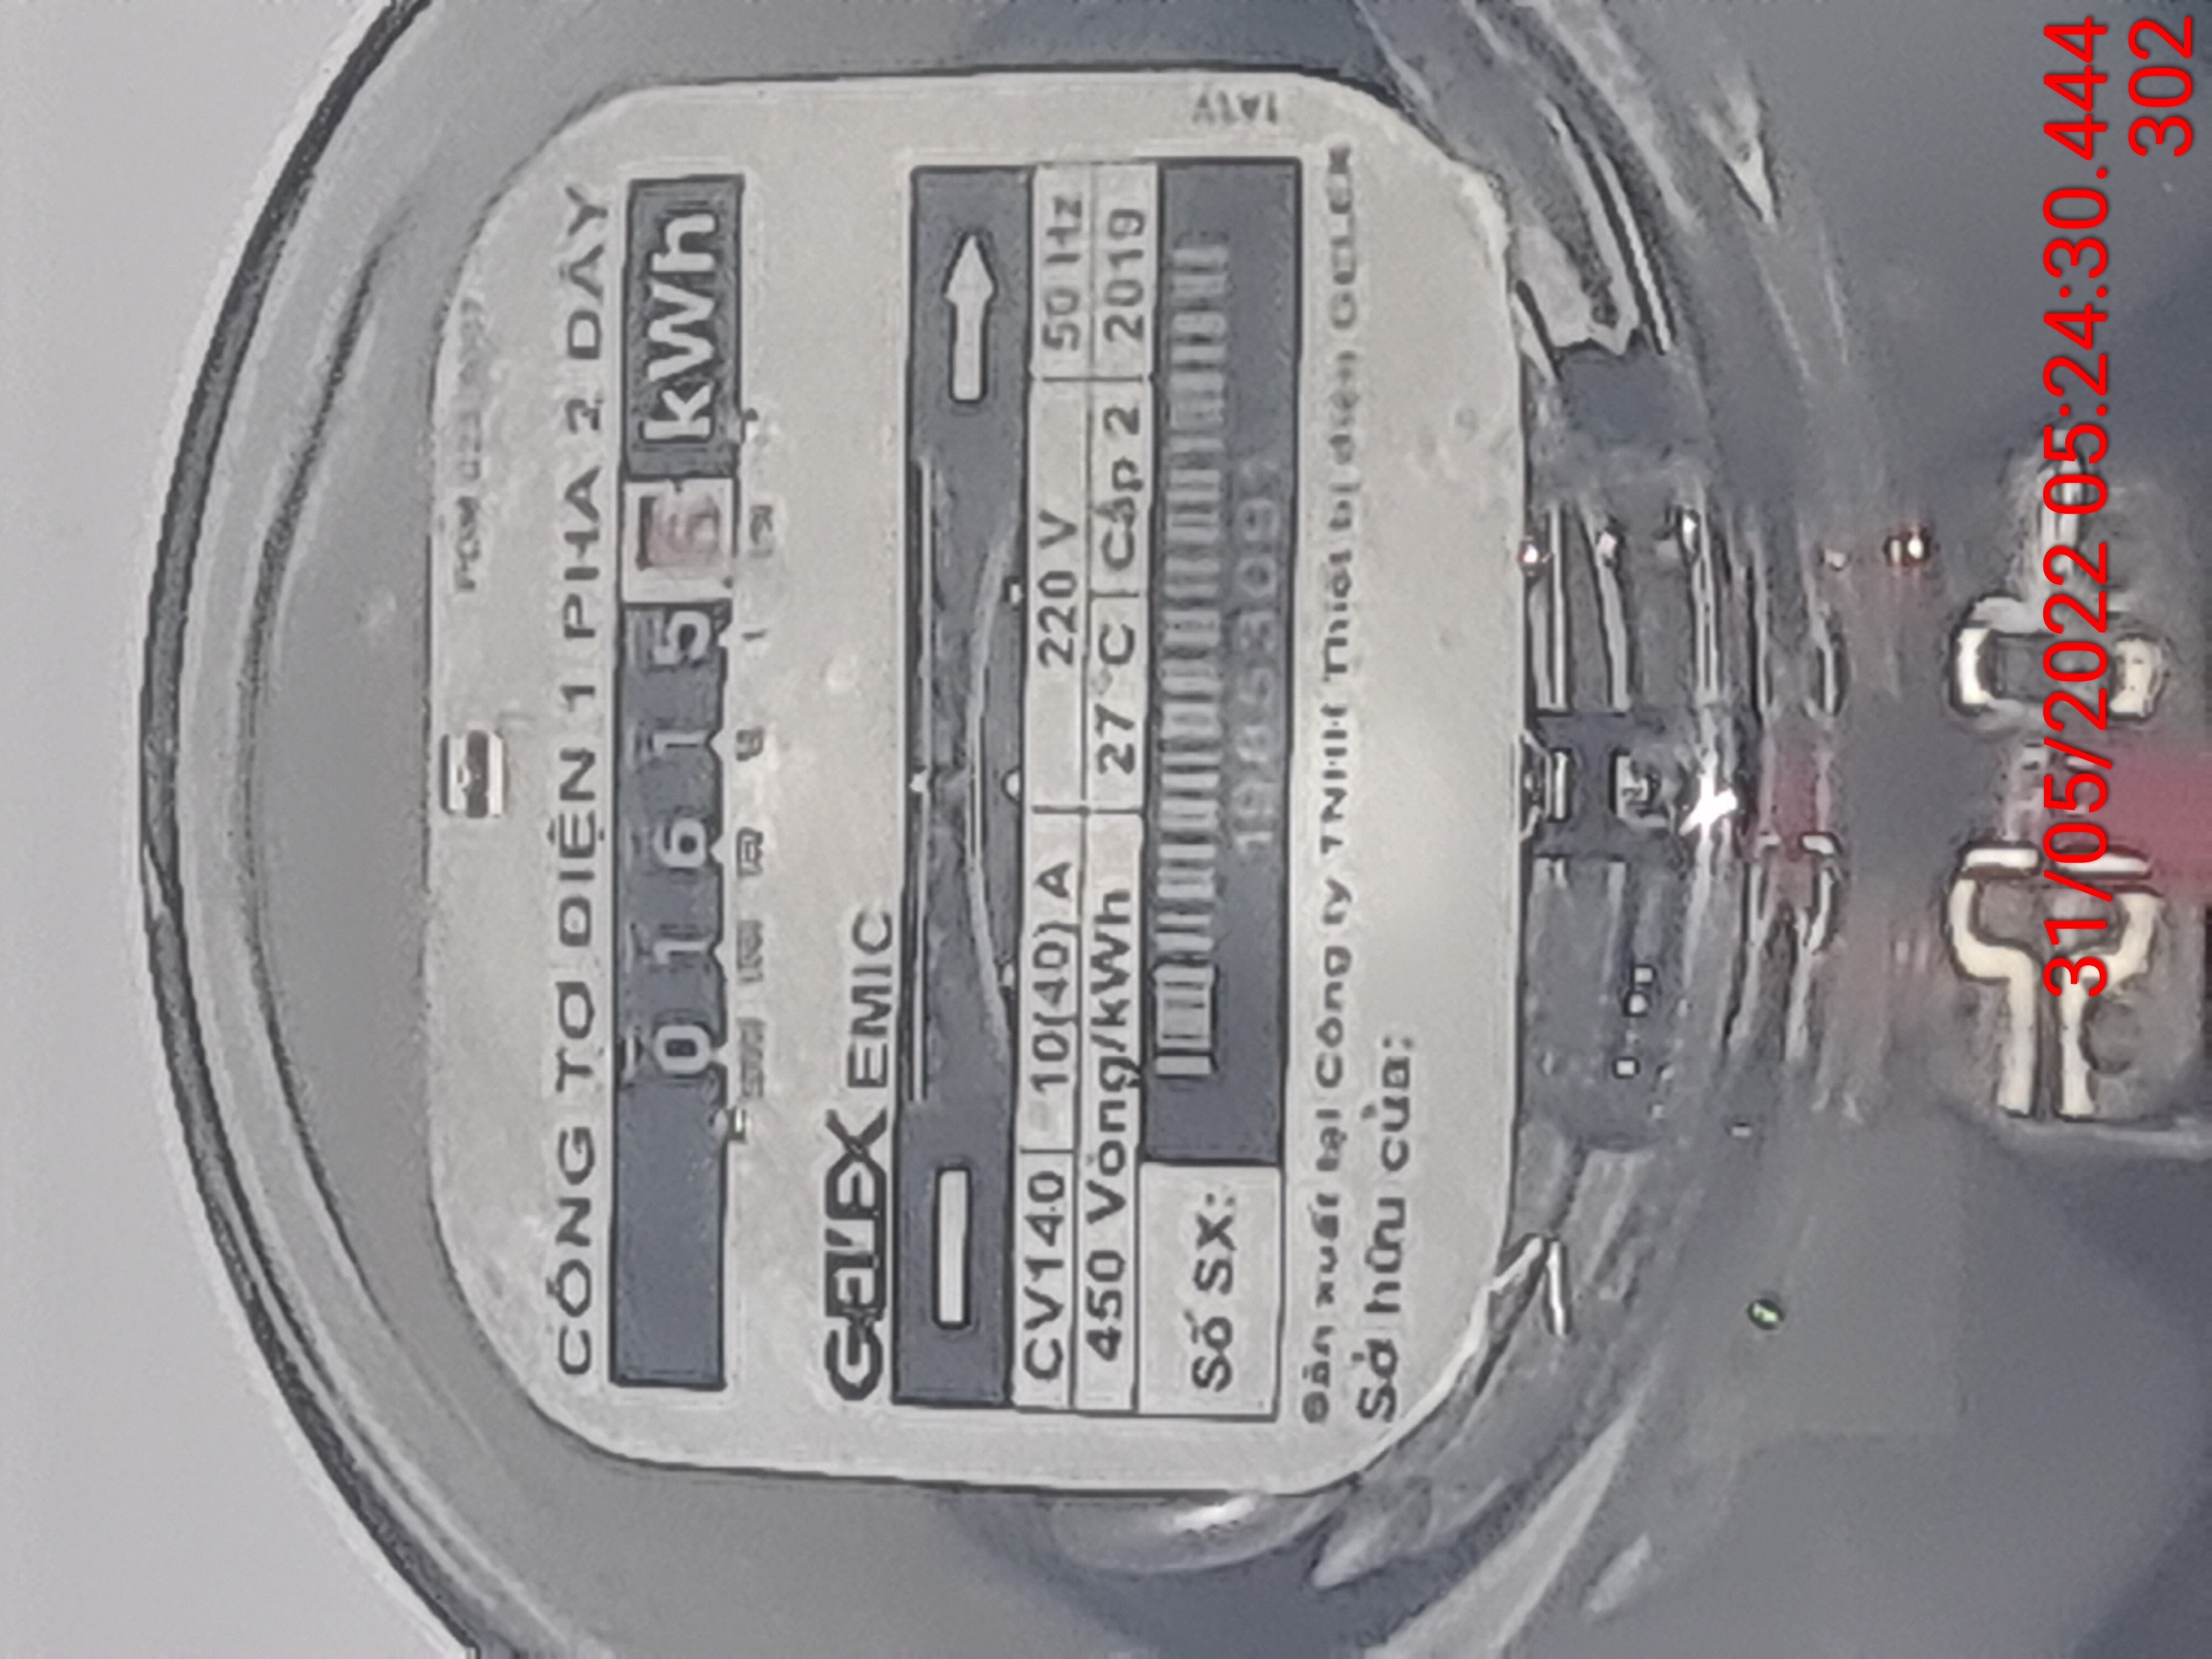 31/05/2022 05:24:30.444
302
CÔNG TƠ ĐIỆN 1 PHA 2 DÂY
0 1 6 1 5 6 kWh
GELEX EMIC
CV140 10(40) A 220 V 50 Hz
450 Vòng/kWh 27°C Cấp 2 2019
Số SX:
Sản xuất tại Công ty TNHH Thiết bị điện GELEX
Sở hữu của: